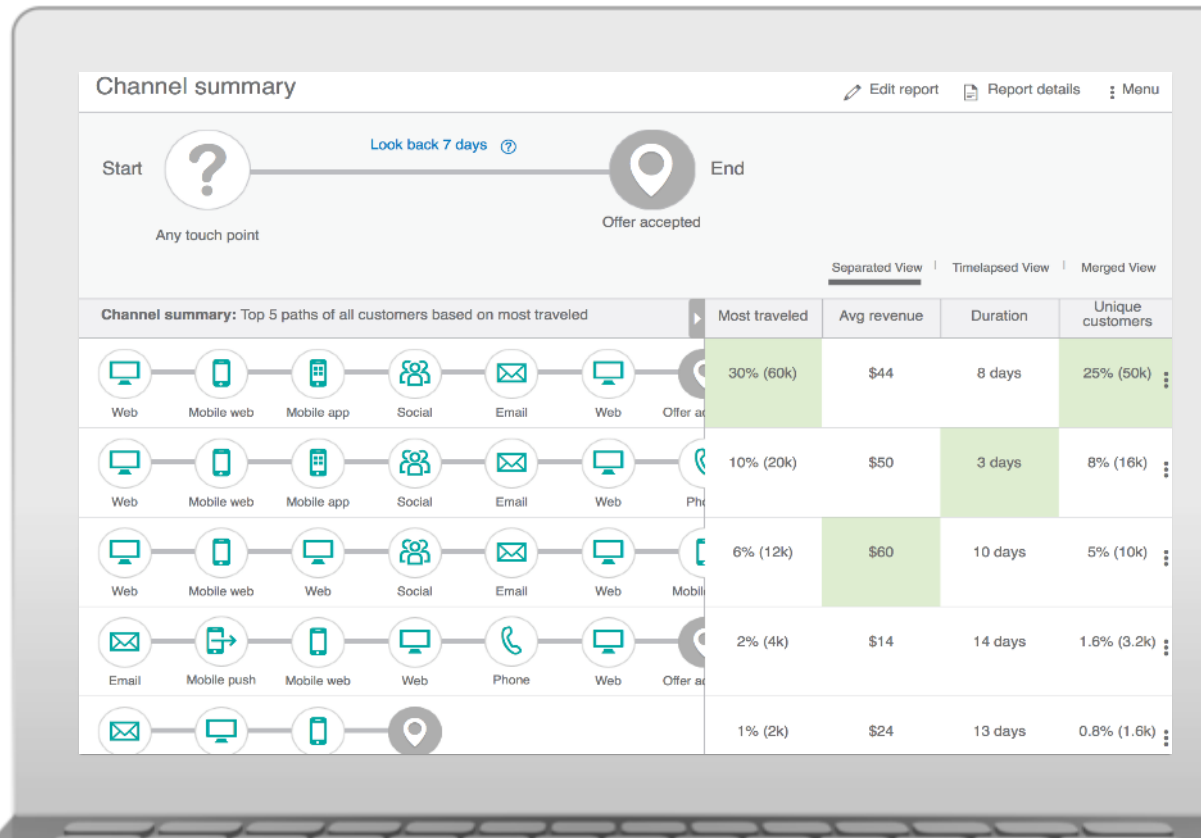 Channel summary
Edit report
Report details
Menu
Look back 7 days ?
Start
?
End
Any touch point
Offer accepted
Separated View
Timelapsed View
Merged View
Channel summary: Top 5 paths of all customers based on most traveled
Most traveled
Avg revenue
Duration
Unique
customers
30% (60k) $44 8 days 25% (50k)
Web Mobile web Mobile app Social Email Web Offer
10% (20k) $50 3 days 8% (16k)
Web Mobile web Mobile app Social Email Web
6% (12k) $60 10 days 5% (10k)
Web Mobile web Web Social Email Web
2% (4k) $14 14 days 1.6% (3.2k)
Email Mobile push Mobile web Web Phone Web Offer
1% (2k) $24 13 days 0.8% (1.6k)